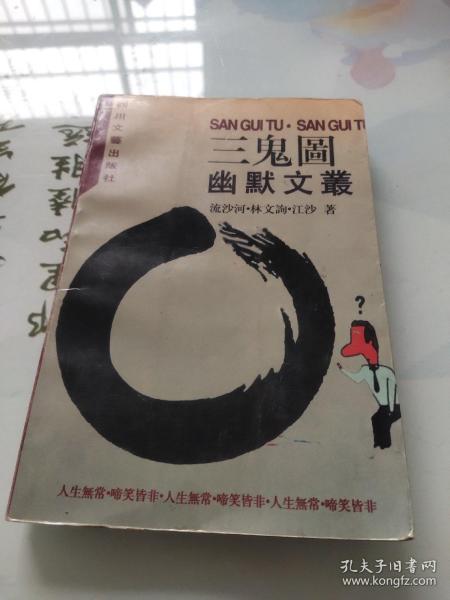 四川文藝出版社
SAN GUI TU · SAN GUI TU
三鬼圖
幽默文叢
流沙河·林文詢·江沙 著
?
人生無常·啼笑皆非·人生無常·啼笑皆非·人生無常·啼笑皆非
孔夫子旧书网
www.kongfz.com